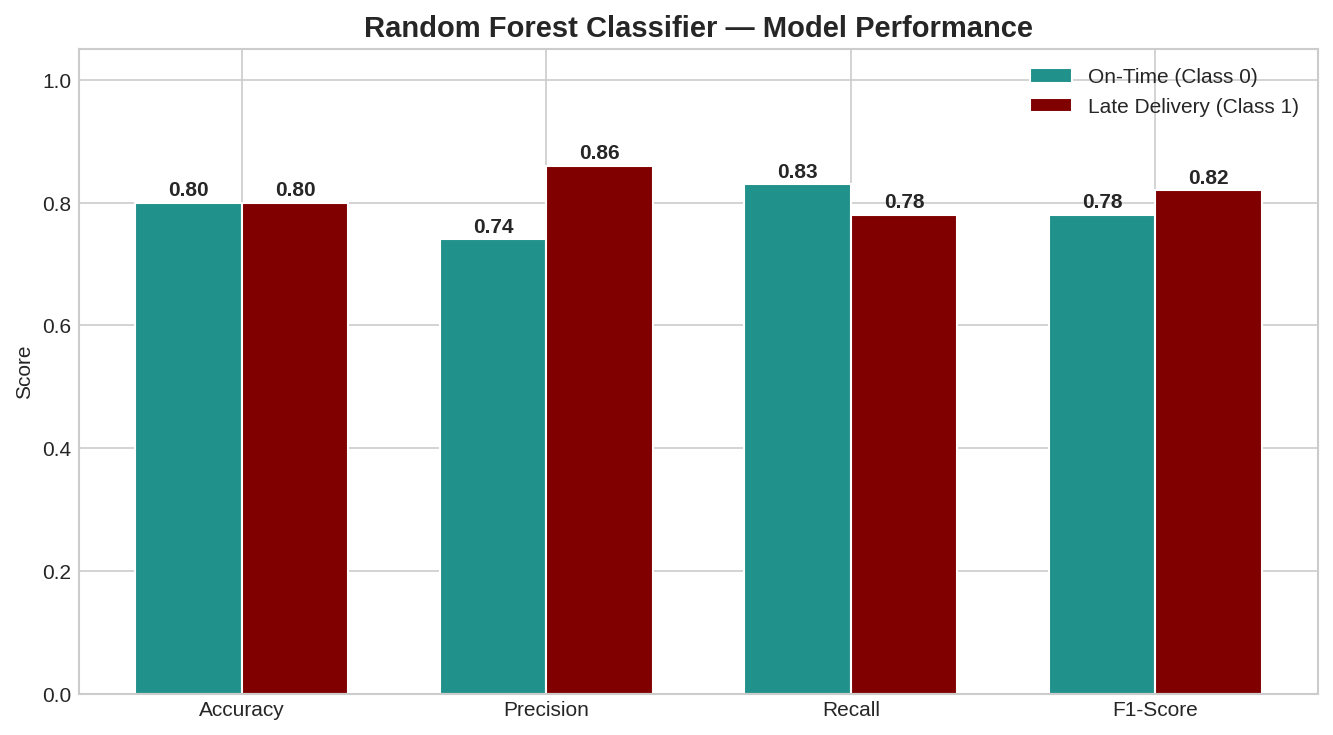 Random Forest Classifier — Model Performance
On-Time (Class 0)
Late Delivery (Class 1)
Score
1.0
0.8
0.6
0.4
0.2
0.0
0.80
0.80
0.74
0.86
0.83
0.78
0.78
0.82
Accuracy
Precision
Recall
F1-Score